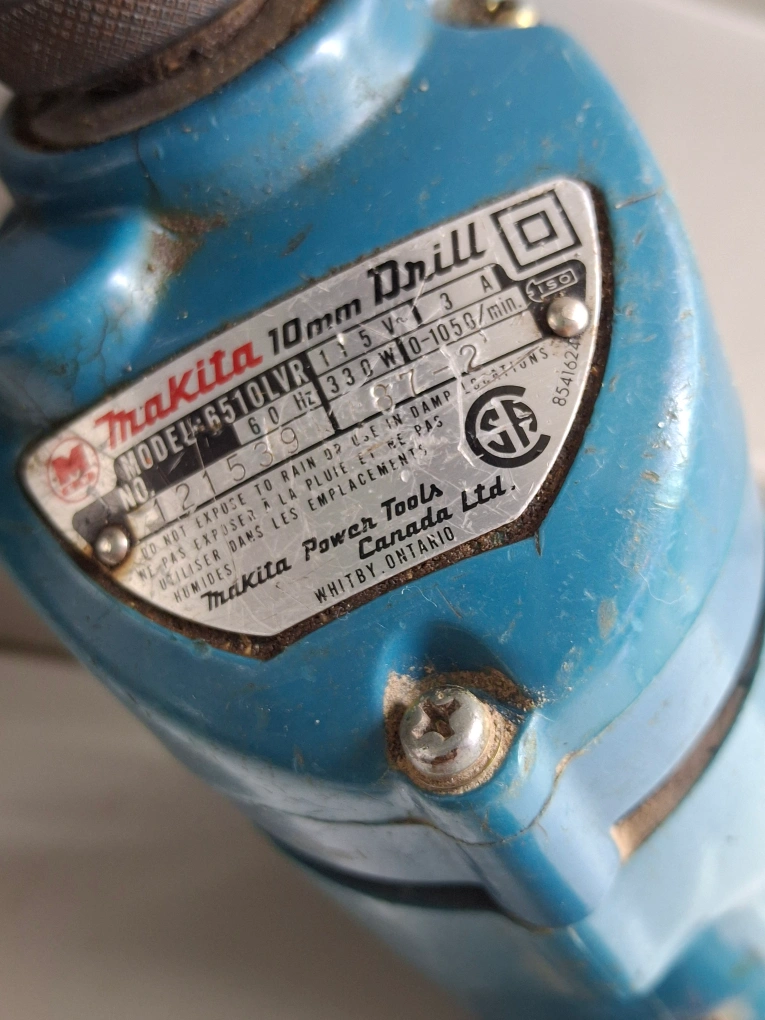 Makita 10mm Drill
MODEL 6510LVR 115 V~ 3 A
60 Hz 330 W 0-1050/min.
ISO
NO. 121539 87-2
DO NOT EXPOSE TO RAIN OR USE IN DAMP LOCATIONS
NE PAS EXPOSER A LA PLUIE ET NE PAS
UTILISER DANS LES EMPLACEMENTS
HUMIDES
M
Makita Power Tools
Canada Ltd.
WHITBY, ONTARIO